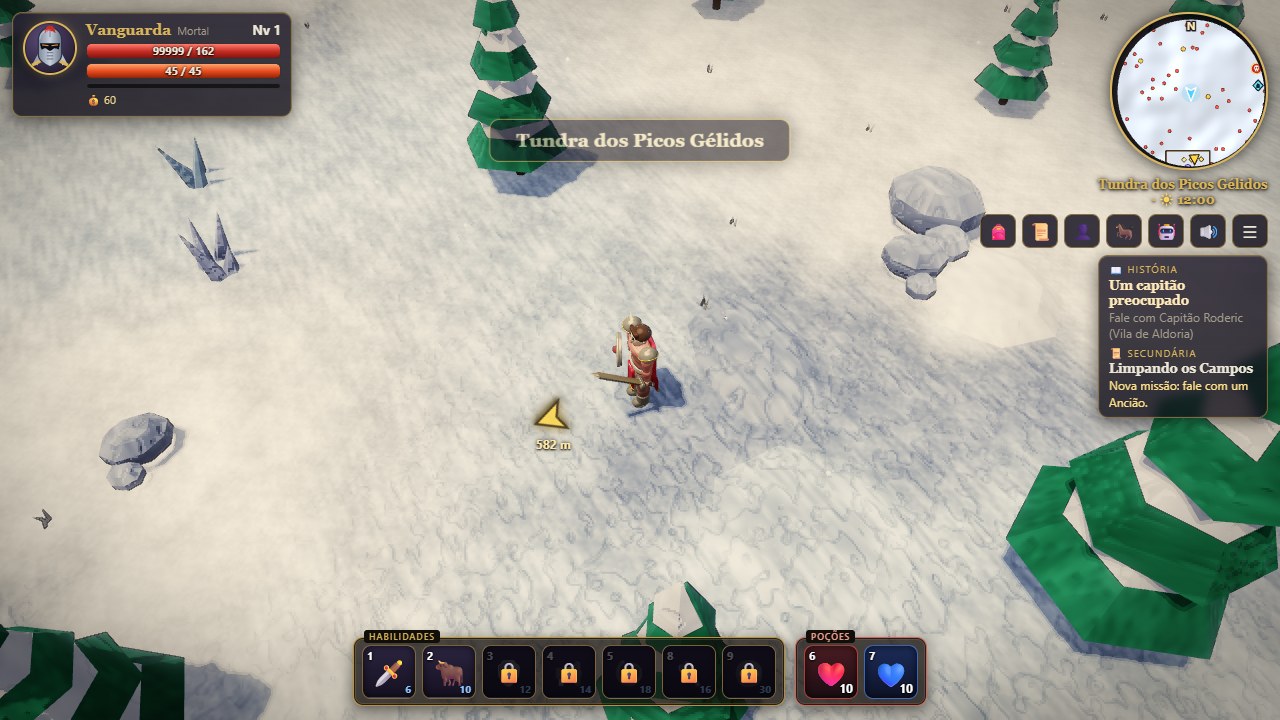 Vanguarda Mortal Nv 1
99999 / 162
45 / 45
60
Tundra dos Picos Gélidos
N
Tundra dos Picos Gélidos
- ☀ 12:00
HISTÓRIA
Um capitão
preocupado
Fale com Capitão Roderic
(Vila de Aldoria)
SECUNDÁRIA
Limpando os Campos
Nova missão: fale com um
Ancião.
582 m
HABILIDADES
POÇÕES
1 2 3 4 5 8 9 6 7
6 10 12 14 18 16 30 10 10